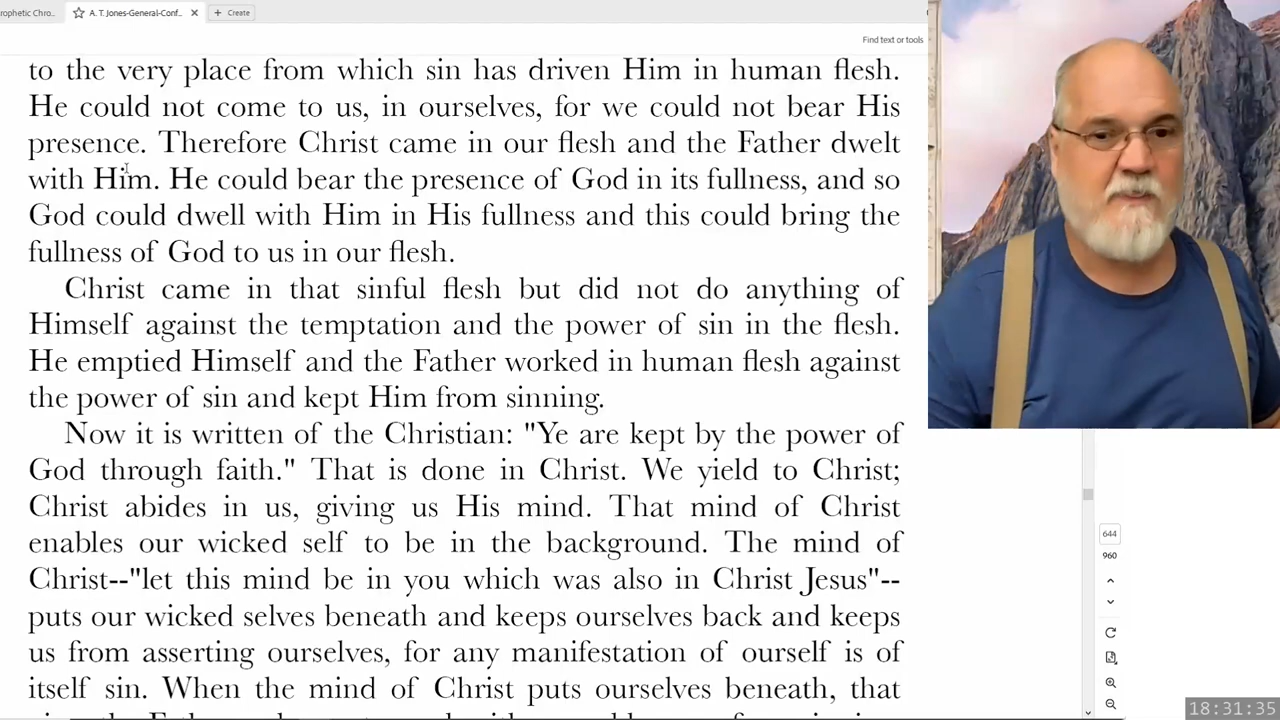 rophetic Chro...
A. T. Jones-General-Conf...
Create
Find text or tools
to the very place from which sin has driven Him in human flesh.
He could not come to us, in ourselves, for we could not bear His
presence. Therefore Christ came in our flesh and the Father dwelt
with Him. He could bear the presence of God in its fullness, and so
God could dwell with Him in His fullness and this could bring the
fullness of God to us in our flesh.
Christ came in that sinful flesh but did not do anything of
Himself against the temptation and the power of sin in the flesh.
He emptied Himself and the Father worked in human flesh against
the power of sin and kept Him from sinning.
Now it is written of the Christian: "Ye are kept by the power of
God through faith." That is done in Christ. We yield to Christ;
Christ abides in us, giving us His mind. That mind of Christ
enables our wicked self to be in the background. The mind of
Christ--"let this mind be in you which was also in Christ Jesus"--
puts our wicked selves beneath and keeps ourselves back and keeps
us from asserting ourselves, for any manifestation of ourself is of
itself sin. When the mind of Christ puts ourselves beneath, that
644
960
18:31:35